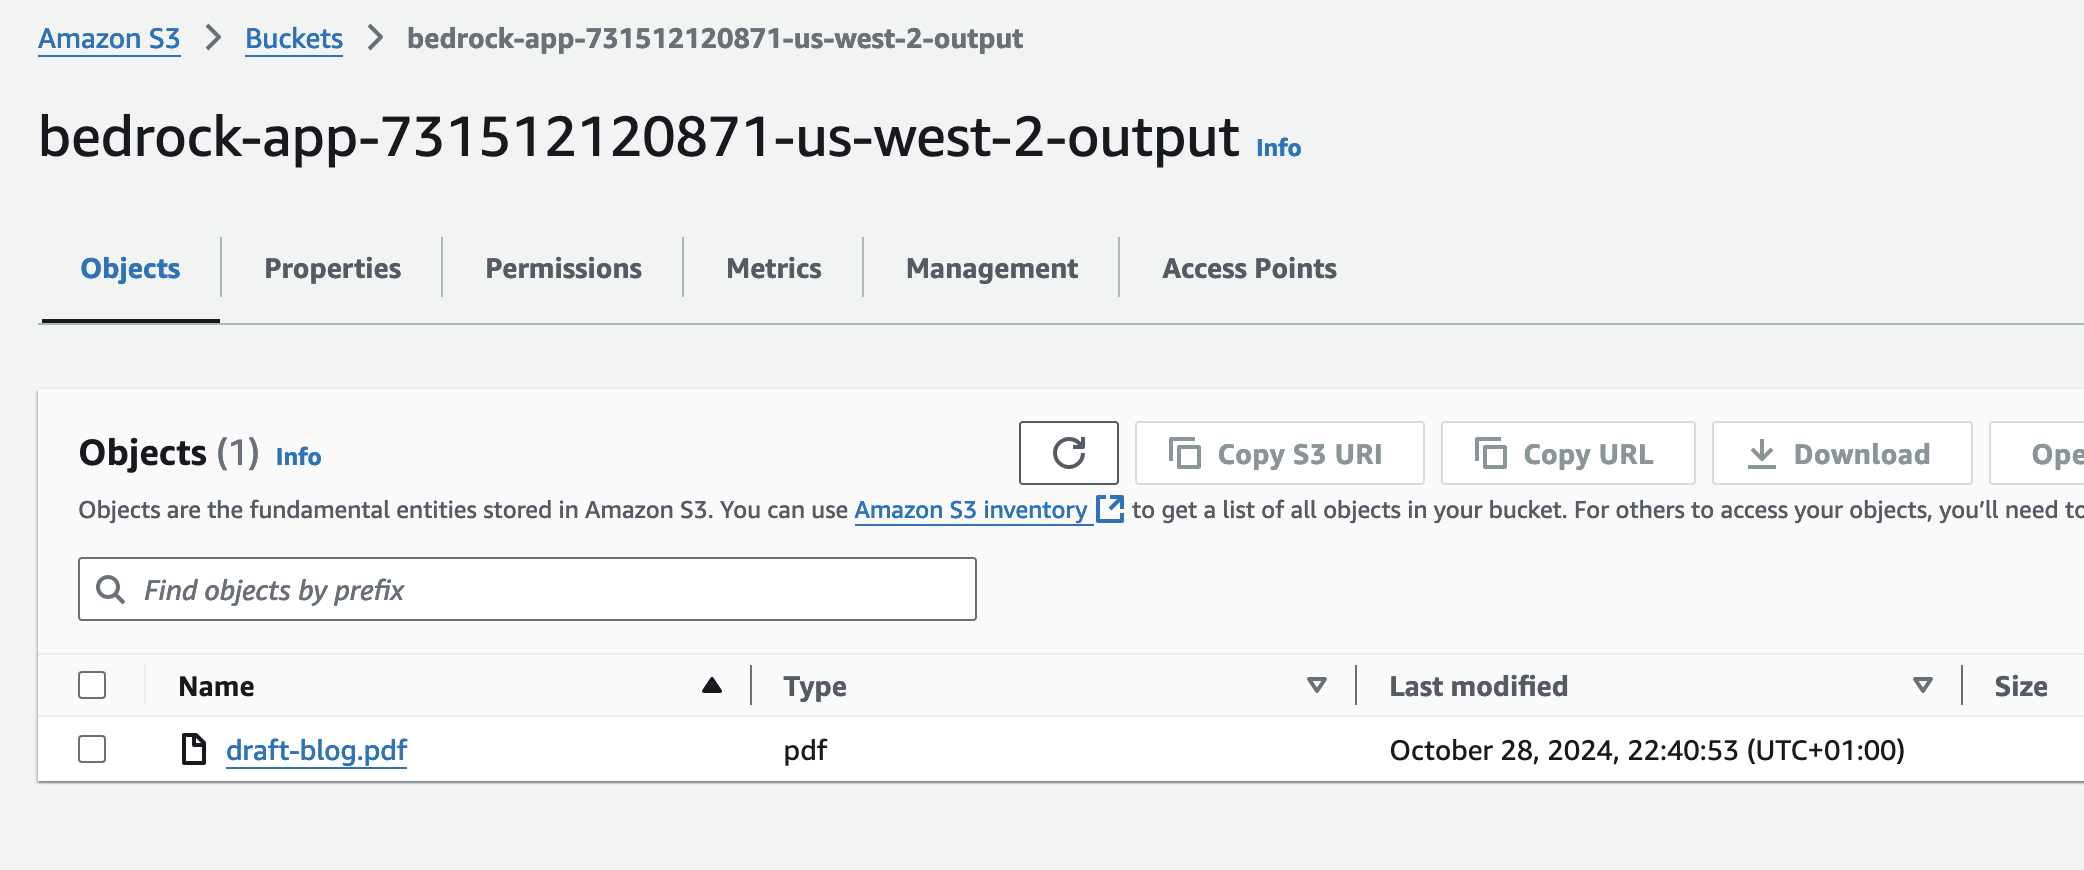 Amazon S3 > Buckets > bedrock-app-731512120871-us-west-2-output
bedrock-app-731512120871-us-west-2-output Info
Objects Properties Permissions Metrics Management Access Points
Objects (1) Info Copy S3 URI Copy URL Download Ope
Objects are the fundamental entities stored in Amazon S3. You can use Amazon S3 inventory to get a list of all objects in your bucket. For others to access your objects, you’ll need to
Find objects by prefix
Name Type Last modified Size
draft-blog.pdf pdf October 28, 2024, 22:40:53 (UTC+01:00)